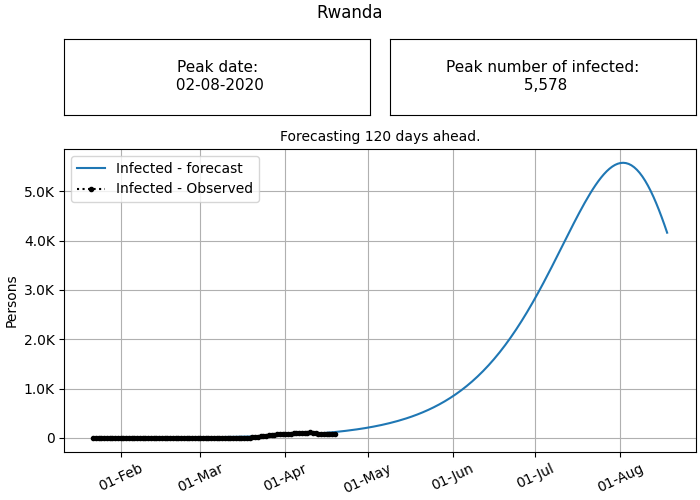 Rwanda
Peak date:
02-08-2020
Peak number of infected:
5,578
Forecasting 120 days ahead.
Infected - forecast
Infected - Observed
Persons
5.0K
4.0K
3.0K
2.0K
1.0K
0
01-Feb
01-Mar
01-Apr
01-May
01-Jun
01-Jul
01-Aug